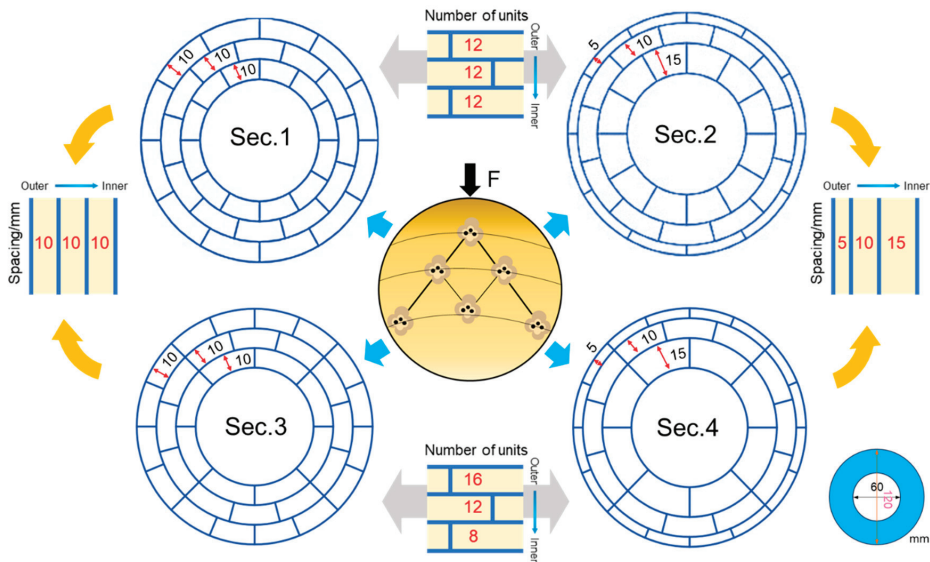 Number of units
12
12
12
Outer
Inner
10
10
10
Sec.1
5
10
15
Sec.2
F
Outer
Inner
Spacing/mm
10
10
10
Outer
Inner
Spacing/mm
5
10
15
10
10
10
Sec.3
5
10
15
Sec.4
Number of units
16
12
8
Outer
Inner
60
120
mm